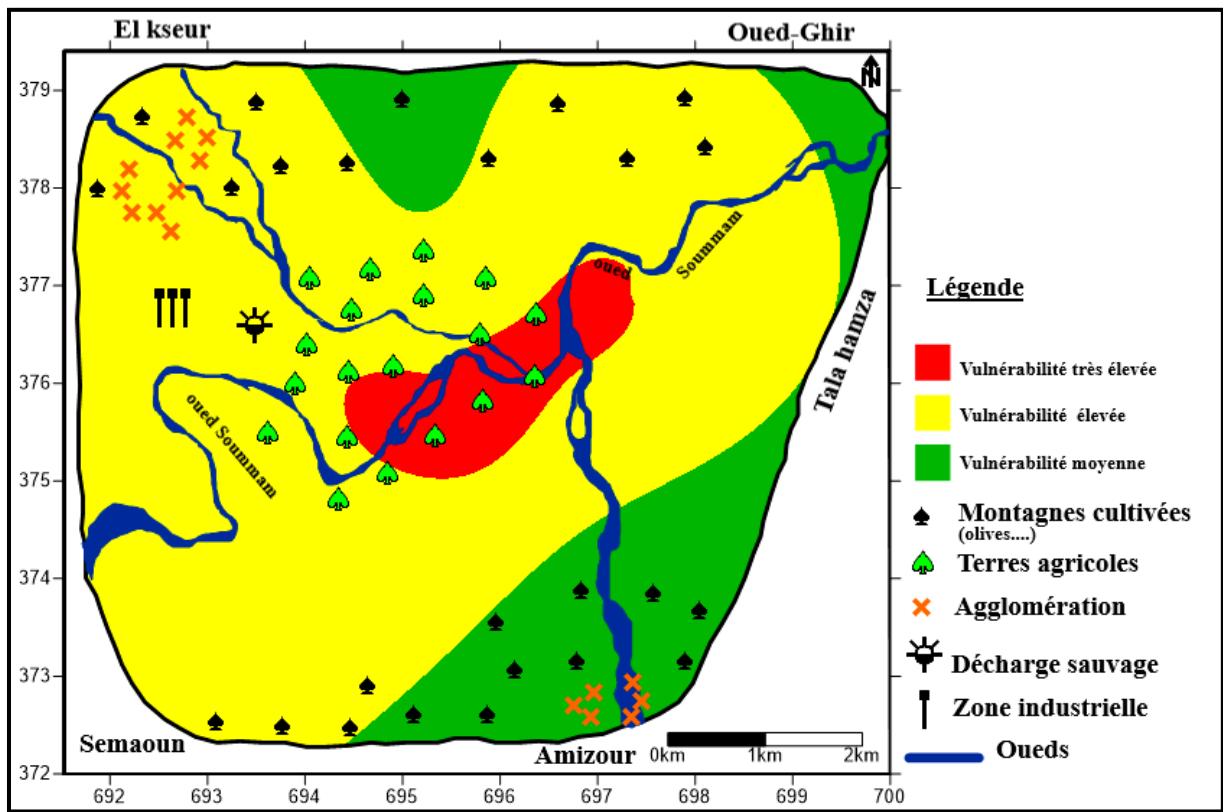 El kseur
Oued-Ghir
N
379
378
377
376
375
374
373
372
oued
Soummam
oued Soummam
Tala hamza
Semaoun
Amizour
0km 1km 2km
692 693 694 695 696 697 698 699 700
Légende
Vulnérabilité très élevée
Vulnérabilité élevée
Vulnérabilité moyenne
Montagnes cultivées
(olives....)
Terres agricoles
Agglomération
Décharge sauvage
Zone industrielle
Oueds